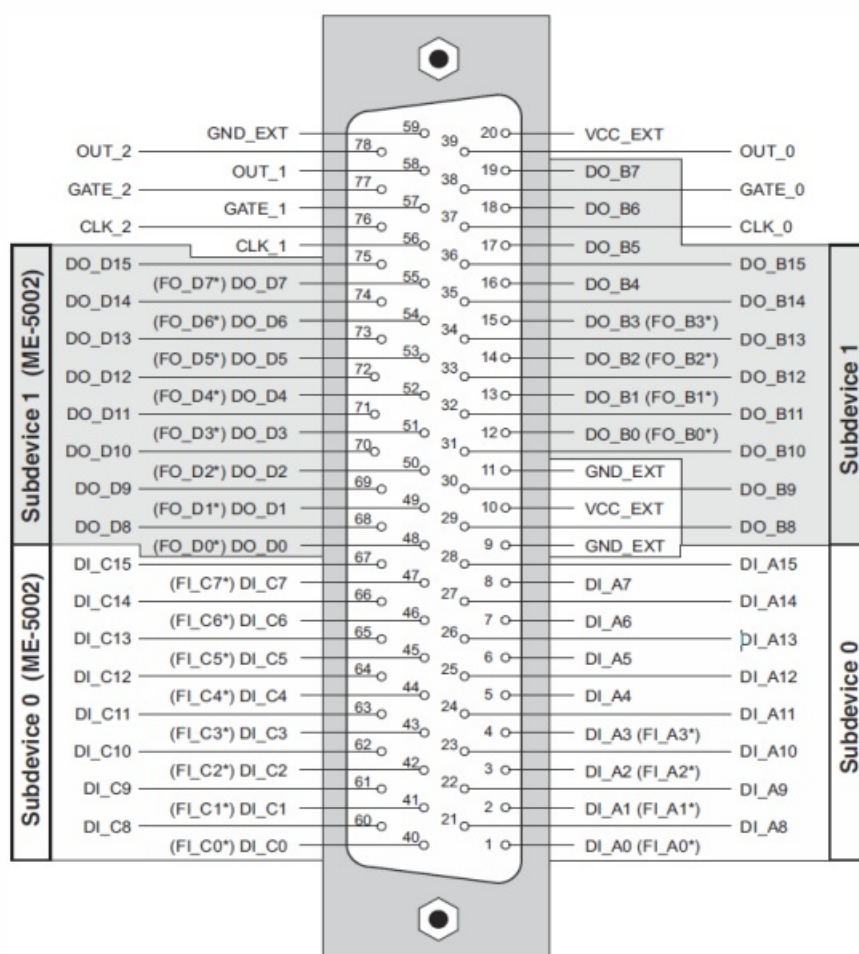 GND_EXT 59 20 VCC_EXT
OUT_2 78 39 OUT_0
OUT_1 58 19 DO_B7
GATE_2 77 38 GATE_0
GATE_1 57 18 DO_B6
CLK_2 76 37 CLK_0
CLK_1 56 17 DO_B5
DO_D15 75 36 DO_B15
(FO_D7*) DO_D7 55 16 DO_B4
DO_D14 74 35 DO_B14
(FO_D6*) DO_D6 54 15 DO_B3 (FO_B3*)
DO_D13 73 34 DO_B13
(FO_D5*) DO_D5 53 14 DO_B2 (FO_B2*)
DO_D12 72 33 DO_B12
(FO_D4*) DO_D4 52 13 DO_B1 (FO_B1*)
DO_D11 71 32 DO_B11
(FO_D3*) DO_D3 51 12 DO_B0 (FO_B0*)
DO_D10 70 31 DO_B10
(FO_D2*) DO_D2 50 11 GND_EXT
DO_D9 69 30 DO_B9
(FO_D1*) DO_D1 49 10 VCC_EXT
DO_D8 68 29 DO_B8
(FO_D0*) DO_D0 48 9 GND_EXT
DI_C15 67 28 DI_A15
(FI_C7*) DI_C7 47 8 DI_A7
DI_C14 66 27 DI_A14
(FI_C6*) DI_C6 46 7 DI_A6
DI_C13 65 26 DI_A13
(FI_C5*) DI_C5 45 6 DI_A5
DI_C12 64 25 DI_A12
(FI_C4*) DI_C4 44 5 DI_A4
DI_C11 63 24 DI_A11
(FI_C3*) DI_C3 43 4 DI_A3 (FI_A3*)
DI_C10 62 23 DI_A10
(FI_C2*) DI_C2 42 3 DI_A2 (FI_A2*)
DI_C9 61 22 DI_A9
(FI_C1*) DI_C1 41 2 DI_A1 (FI_A1*)
DI_C8 60 21 DI_A8
(FI_C0*) DI_C0 40 1 DI_A0 (FI_A0*)
Subdevice 1 (ME-5002)
Subdevice 0 (ME-5002)
Subdevice 1
Subdevice 0